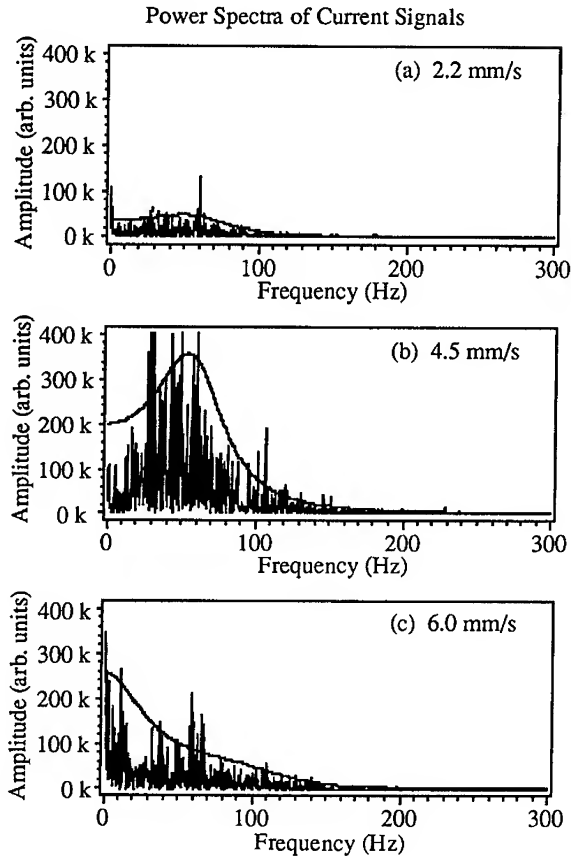 Power Spectra of Current Signals
Amplitude (arb. units)
400 k
300 k
200 k
100 k
0 k
(a) 2.2 mm/s
0 100 200 300
Frequency (Hz)
Amplitude (arb. units)
400 k
300 k
200 k
100 k
0 k
(b) 4.5 mm/s
0 100 200 300
Frequency (Hz)
Amplitude (arb. units)
400 k
300 k
200 k
100 k
0 k
(c) 6.0 mm/s
0 100 200 300
Frequency (Hz)